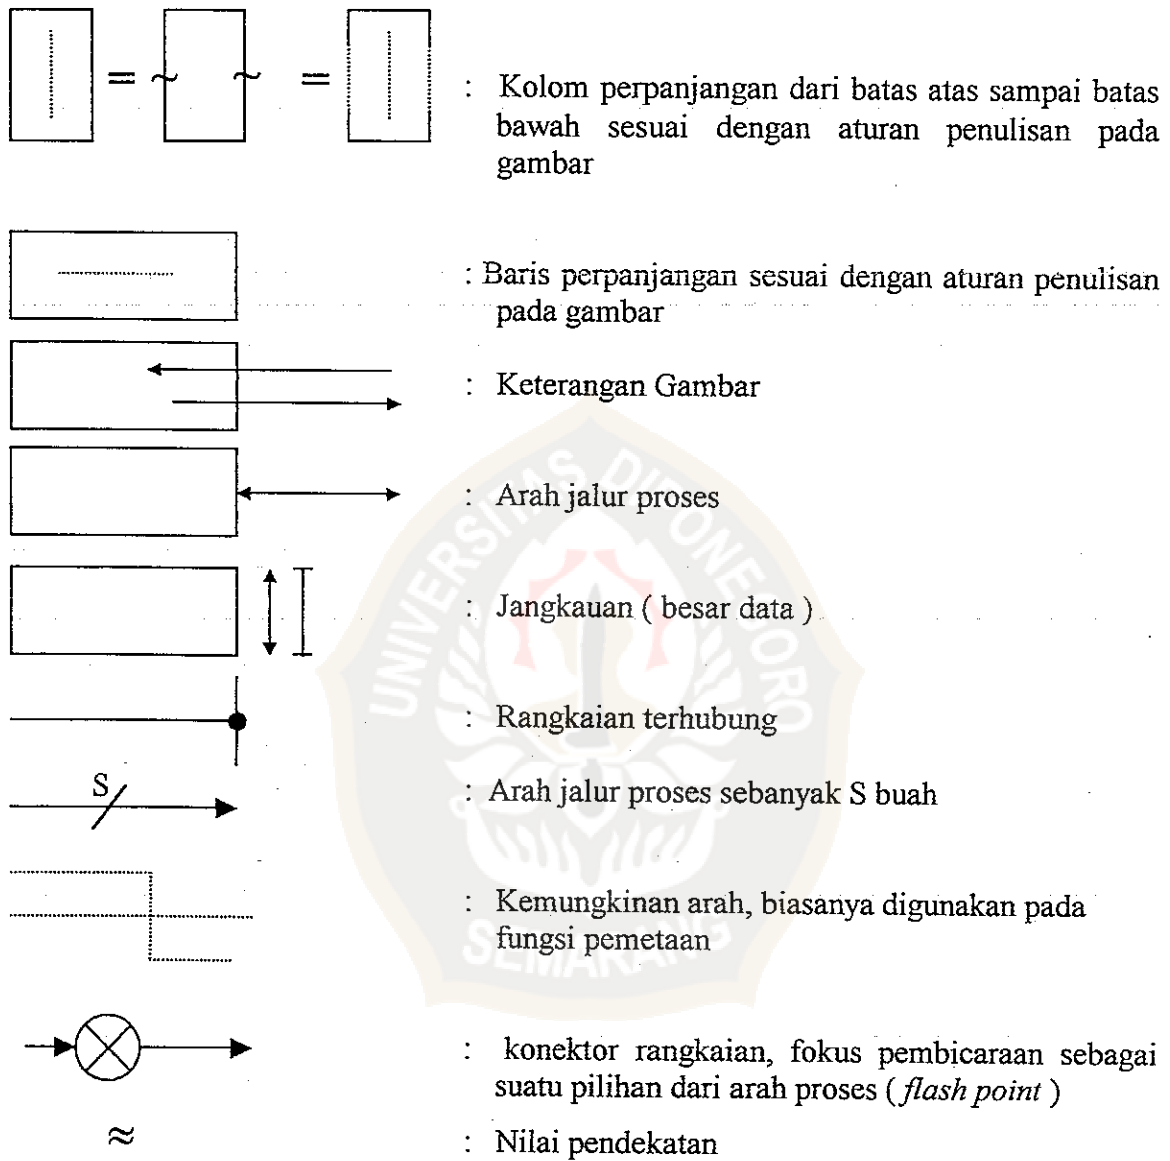 = ~ ~ = : Kolom perpanjangan dari batas atas sampai batas
bawah sesuai dengan aturan penulisan pada
gambar
: Baris perpanjangan sesuai dengan aturan penulisan
pada gambar
: Keterangan Gambar
: Arah jalur proses
: Jangkauan ( besar data )
: Rangkaian terhubung
S : Arah jalur proses sebanyak S buah
: Kemungkinan arah, biasanya digunakan pada
fungsi pemetaan
: konektor rangkaian, fokus pembicaraan sebagai
suatu pilihan dari arah proses ( flash point )
≈ : Nilai pendekatan
UNIVERSITAS DIPONEGORO
SEMARANG